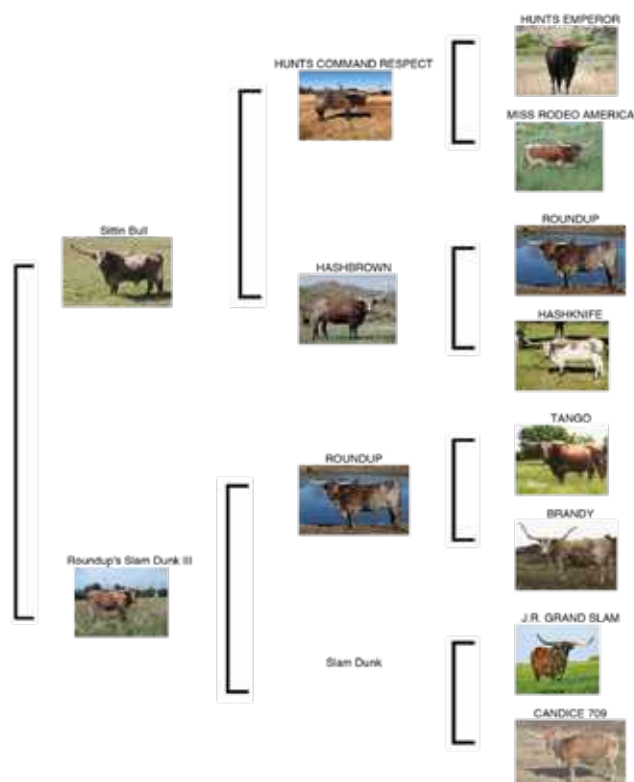 HUNTS EMPEROR
HUNTS COMMAND RESPECT
MISS RODEO AMERICA
Sittin Bull
ROUNDUP
HASHBROWN
HASHKNIFE
TANGO
ROUNDUP
BRANDY
Roundup's Slam Dunk III
J.R. GRAND SLAM
Slam Dunk
CANDICE 709